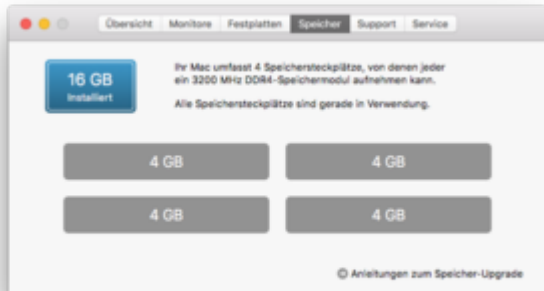 Übersicht Monitore Festplatten Speicher Support Service
16 GB
Installiert
Ihr Mac umfasst 4 Speichersteckplätze, von denen jeder
ein 3200 MHz DDR4-Speichermodul aufnehmen kann.
Alle Speichersteckplätze sind gerade in Verwendung.
4 GB 4 GB
4 GB 4 GB
Anleitungen zum Speicher-Upgrade